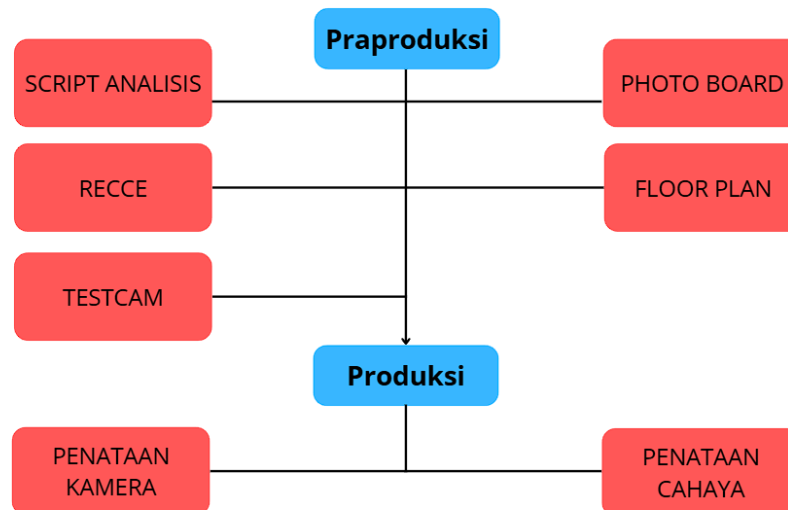 Praproduksi
SCRIPT ANALISIS
PHOTO BOARD
RECCE
FLOOR PLAN
TESTCAM
Produksi
PENATAAN
KAMERA
PENATAAN
CAHAYA